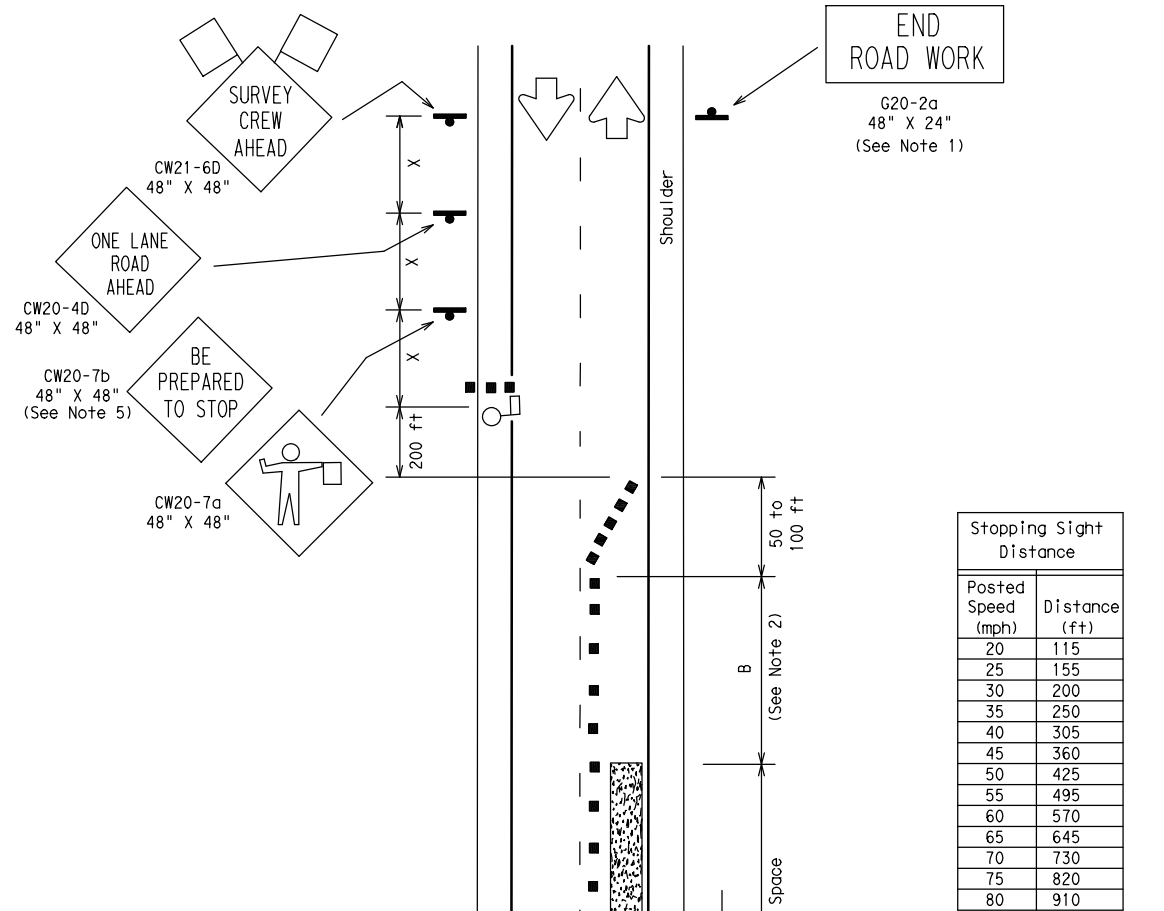 END
ROAD WORK
G20-2a
48" X 24"
(See Note 1)
SURVEY
CREW
AHEAD
CW21-6D
48" X 48"
X
ONE LANE
ROAD
AHEAD
CW20-4D
48" X 48"
X
BE
PREPARED
TO STOP
CW20-7b
48" X 48"
(See Note 5)
X
CW20-7a
48" X 48"
200 ft
Shoulder
50 to
100 ft
B
(See Note 2)
Space
Stopping Sight
Distance
Posted
Speed
(mph)
Distance
(ft)
20 115
25 155
30 200
35 250
40 305
45 360
50 425
55 495
60 570
65 645
70 730
75 820
80 910